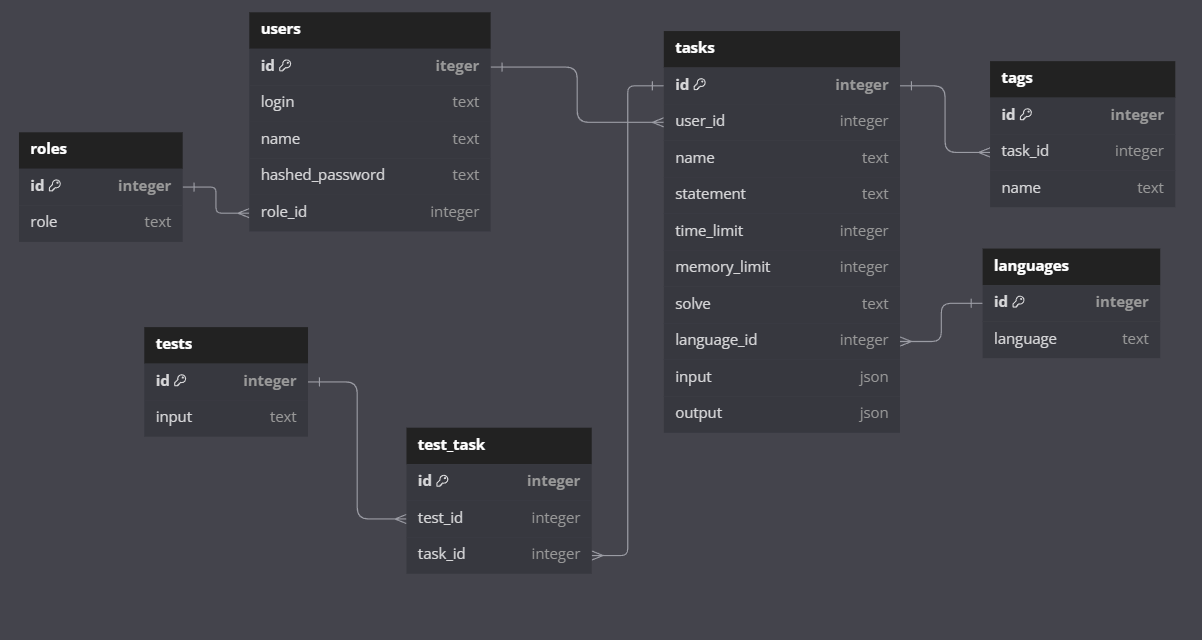 users
id iteger
login text
name text
hashed_password text
role_id integer
roles
id integer
role text
tasks
id integer
user_id integer
name text
statement text
time_limit integer
memory_limit integer
solve text
language_id integer
input json
output json
tags
id integer
task_id integer
name text
languages
id integer
language text
tests
id integer
input text
test_task
id integer
test_id integer
task_id integer